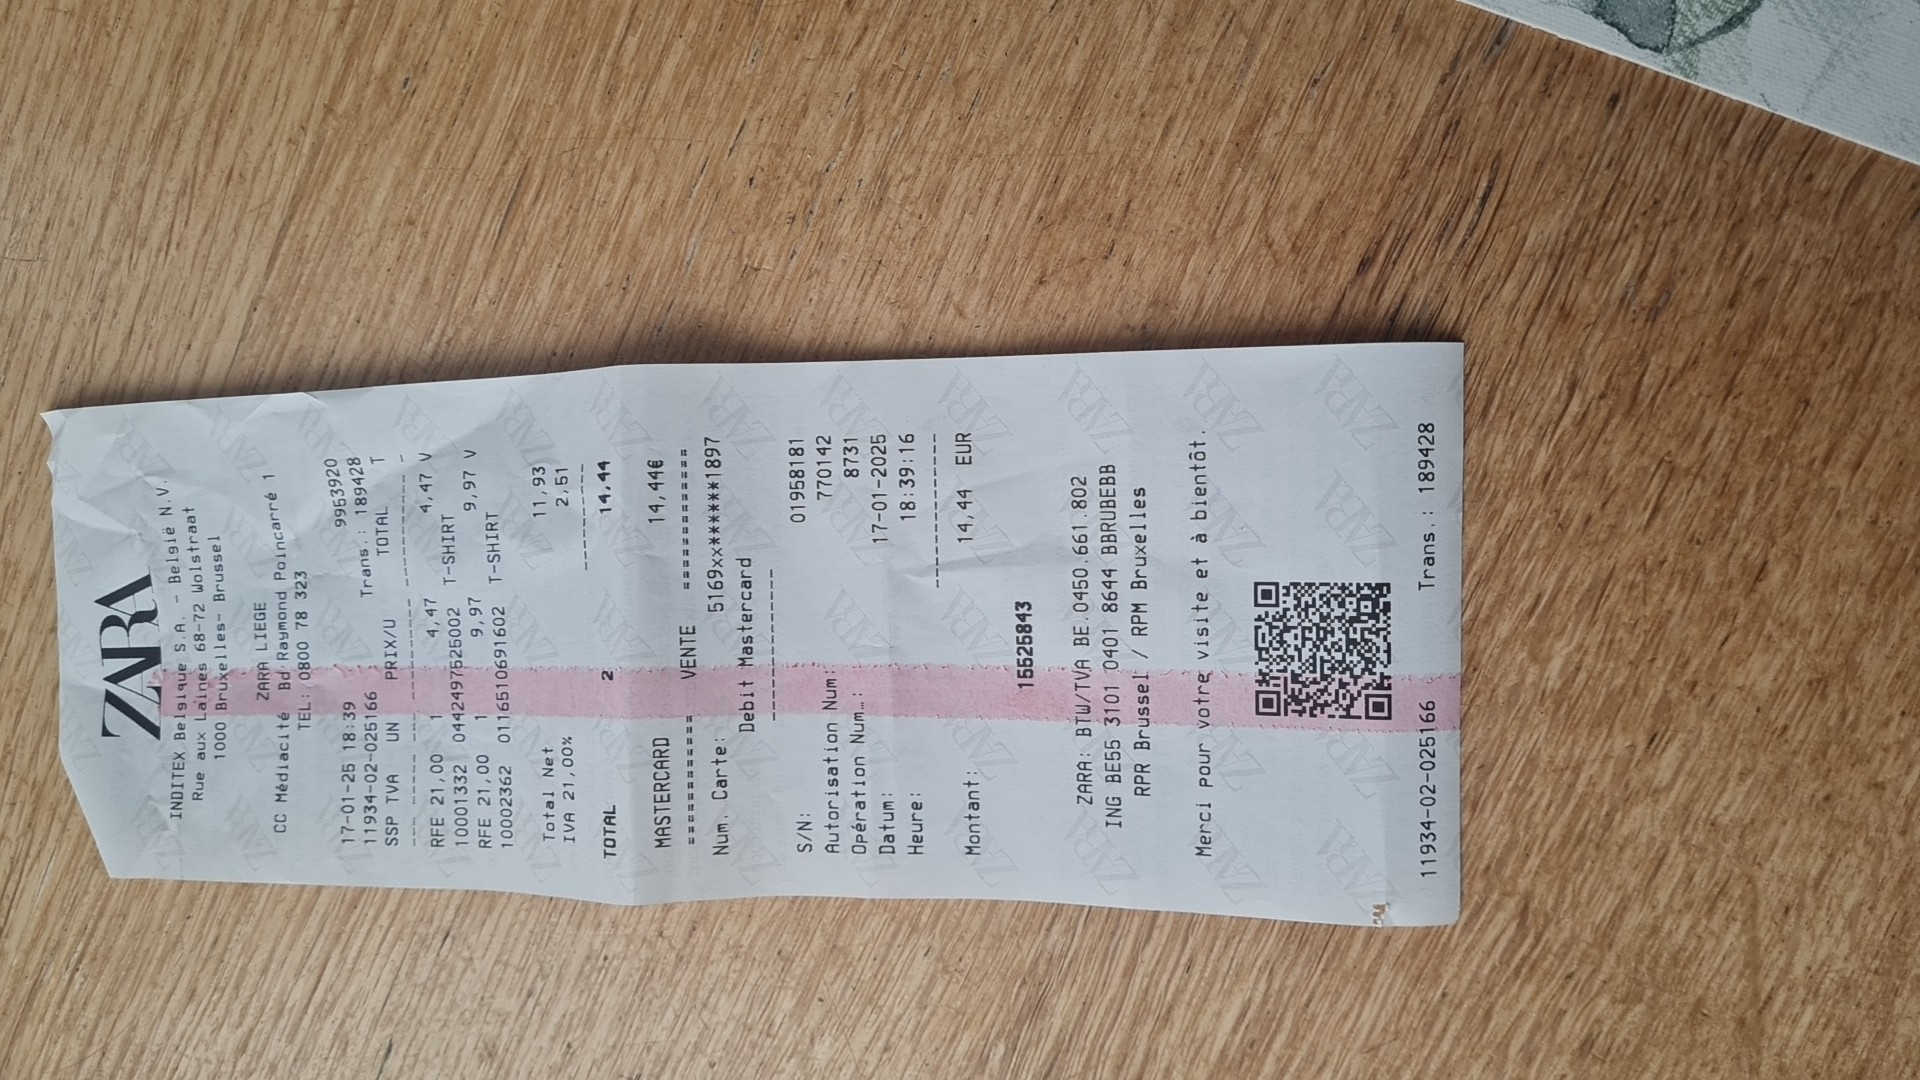 ZARA
INDITEX Belgique S.A. - België N.V.
Rue aux Laines 68-72 Wolstraat
1000 Bruxelles- Brussel
ZARA LIEGE
CC Médiacité Bd Raymond Poincarré 1
TEL: 0800 78 323
17-01-25 18:39 9953920
11934-02-025166 Trans.: 189428
SSP TVA UN PRIX/U TOTAL T
RFE 21,00 1 4,47 4,47 V
10001332 0442497525002 T-SHIRT
RFE 21,00 1 9,97 9,97 V
10002362 0116510691602 T-SHIRT
Total Net 11,93
IVA 21,00% 2,51
TOTAL 2 14,44
MASTERCARD 14,44€
=========== VENTE =============
Num. Carte: 5169xx******1897
Debit Mastercard
S/N: 01958181
Autorisation Num: 770142
Opération Num.: 8731
Datum: 17-01-2025
Heure: 18:39:16
Montant: 14,44 EUR
15525843
ZARA: BTW/TVA BE.0450.661.802
ING BE55 3101 0401 8644 BBRUBEBB
RPR Brussel / RPM Bruxelles
Merci pour votre visite et à bientôt.
11934-02-025166 Trans.: 189428